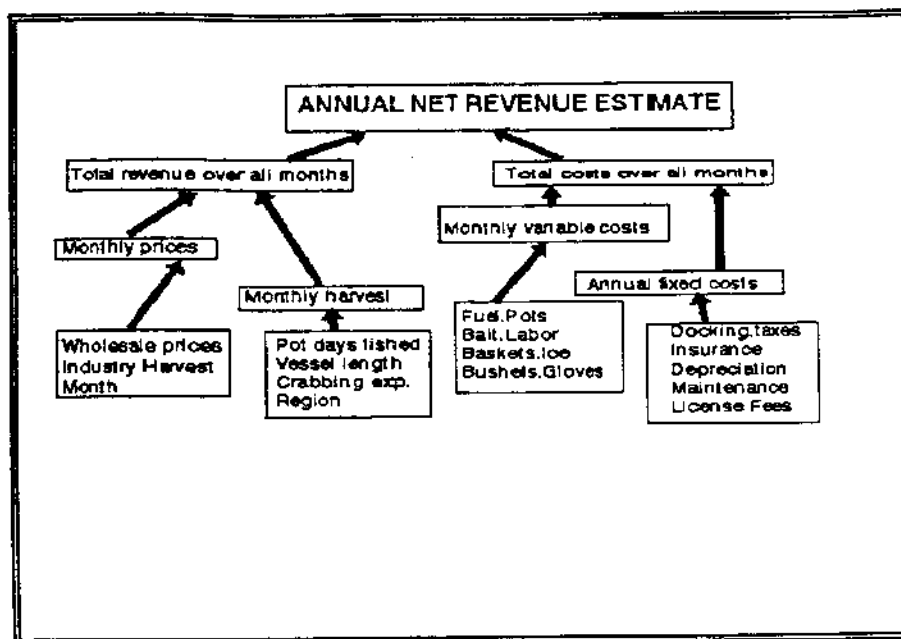 ANNUAL NET REVENUE ESTIMATE
Total revenue over all months
Total costs over all months
Monthly prices
Monthly variable costs
Monthly harvest
Annual fixed costs
Wholesale prices
Industry Harvest
Month
Pot days fished
Vessel length
Crabbing exp.
Region
Fuel.Pots
Bait.Labor
Baskets.Ice
Bushels.Gloves
Docking.taxes
Insurance
Depreciation
Maintenance
License Fees